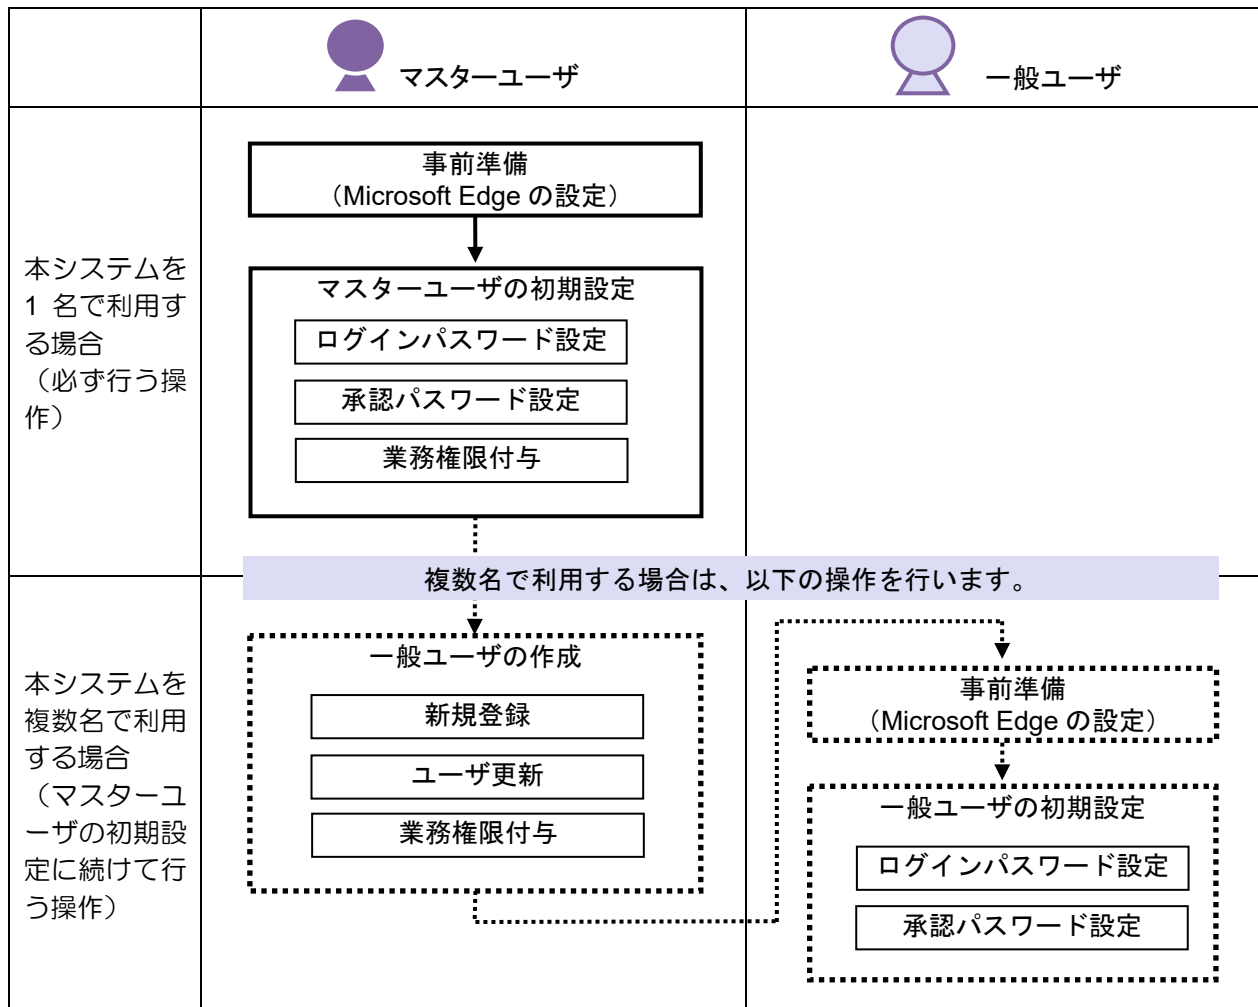 マスターユーザ
一般ユーザ
本システムを
1 名で利用す
る場合
（必ず行う操
作）
事前準備
（Microsoft Edge の設定）
マスターユーザの初期設定
ログインパスワード設定
承認パスワード設定
業務権限付与
複数名で利用する場合は、以下の操作を行います。
本システムを
複数名で利用
する場合
（マスターユ
ーザの初期設
定に続けて行
う操作）
一般ユーザの作成
新規登録
ユーザ更新
業務権限付与
事前準備
（Microsoft Edge の設定）
一般ユーザの初期設定
ログインパスワード設定
承認パスワード設定